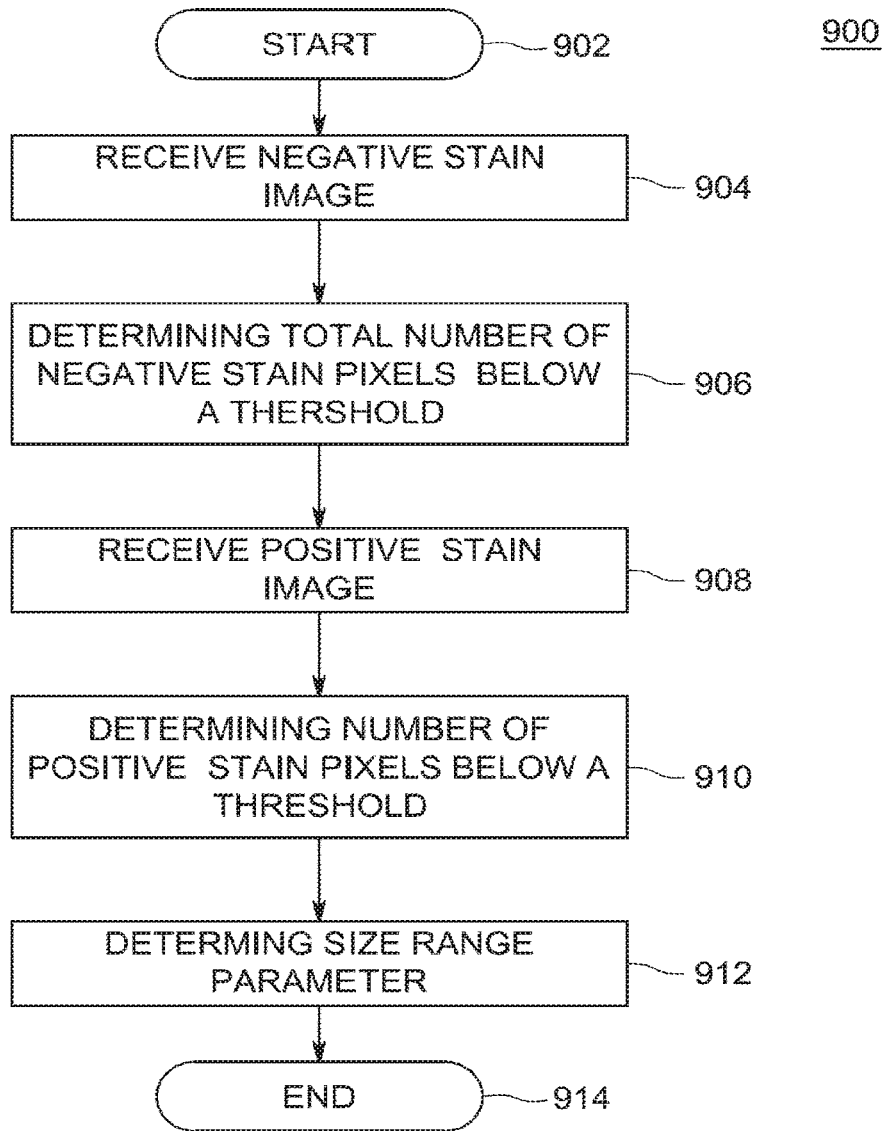 START
902
900
RECEIVE NEGATIVE STAIN
IMAGE
904
DETERMINING TOTAL NUMBER OF
NEGATIVE STAIN PIXELS BELOW
A THERSHOLD
906
RECEIVE POSITIVE STAIN
IMAGE
908
DETERMINING NUMBER OF
POSITIVE STAIN PIXELS BELOW A
THRESHOLD
910
DETERMING SIZE RANGE
PARAMETER
912
END
914